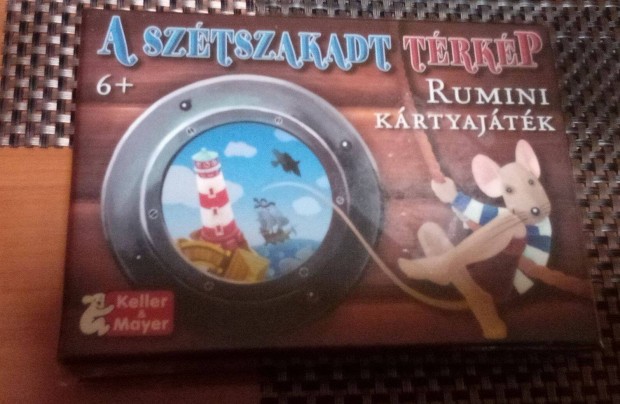 A SZÉTSZAKADT TÉRKÉP
6+
RUMINI
KÁRTYAJÁTÉK
Keller
&
Mayer